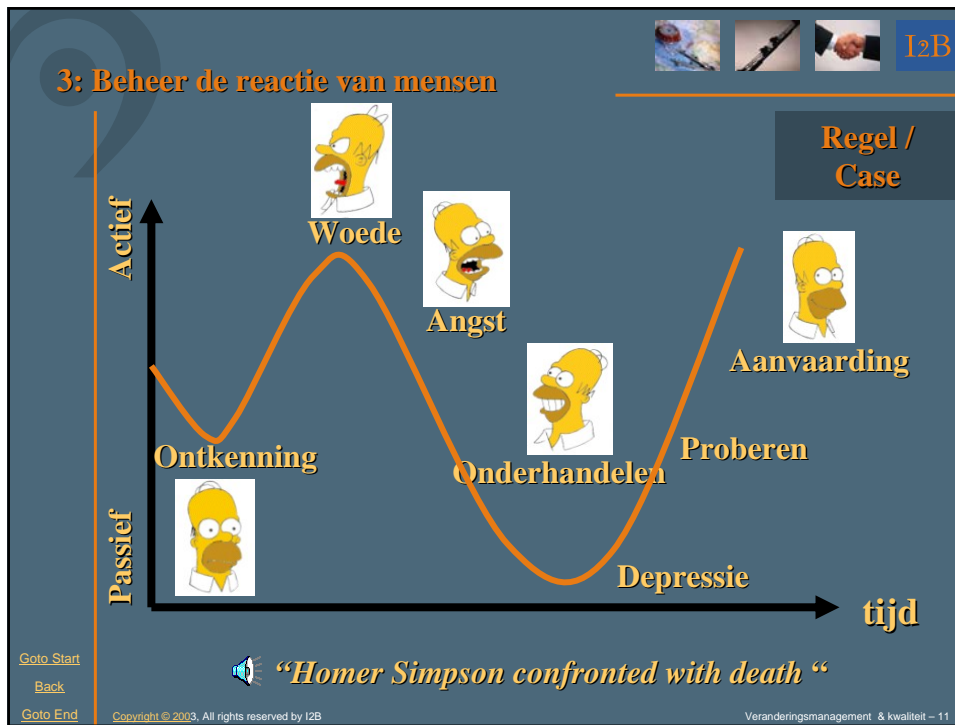 I2B
3: Beheer de reactie van mensen
Regel /
Case
Actief
Woede
Angst
Aanvaarding
Ontkenning
Proberen
Onderhandelen
Passief
Depressie
tijd
Goto Start
Back
Goto End
“Homer Simpson confronted with death “
Copyright © 2003, All rights reserved by I2B
Veranderingsmanagement & kwaliteit – 11